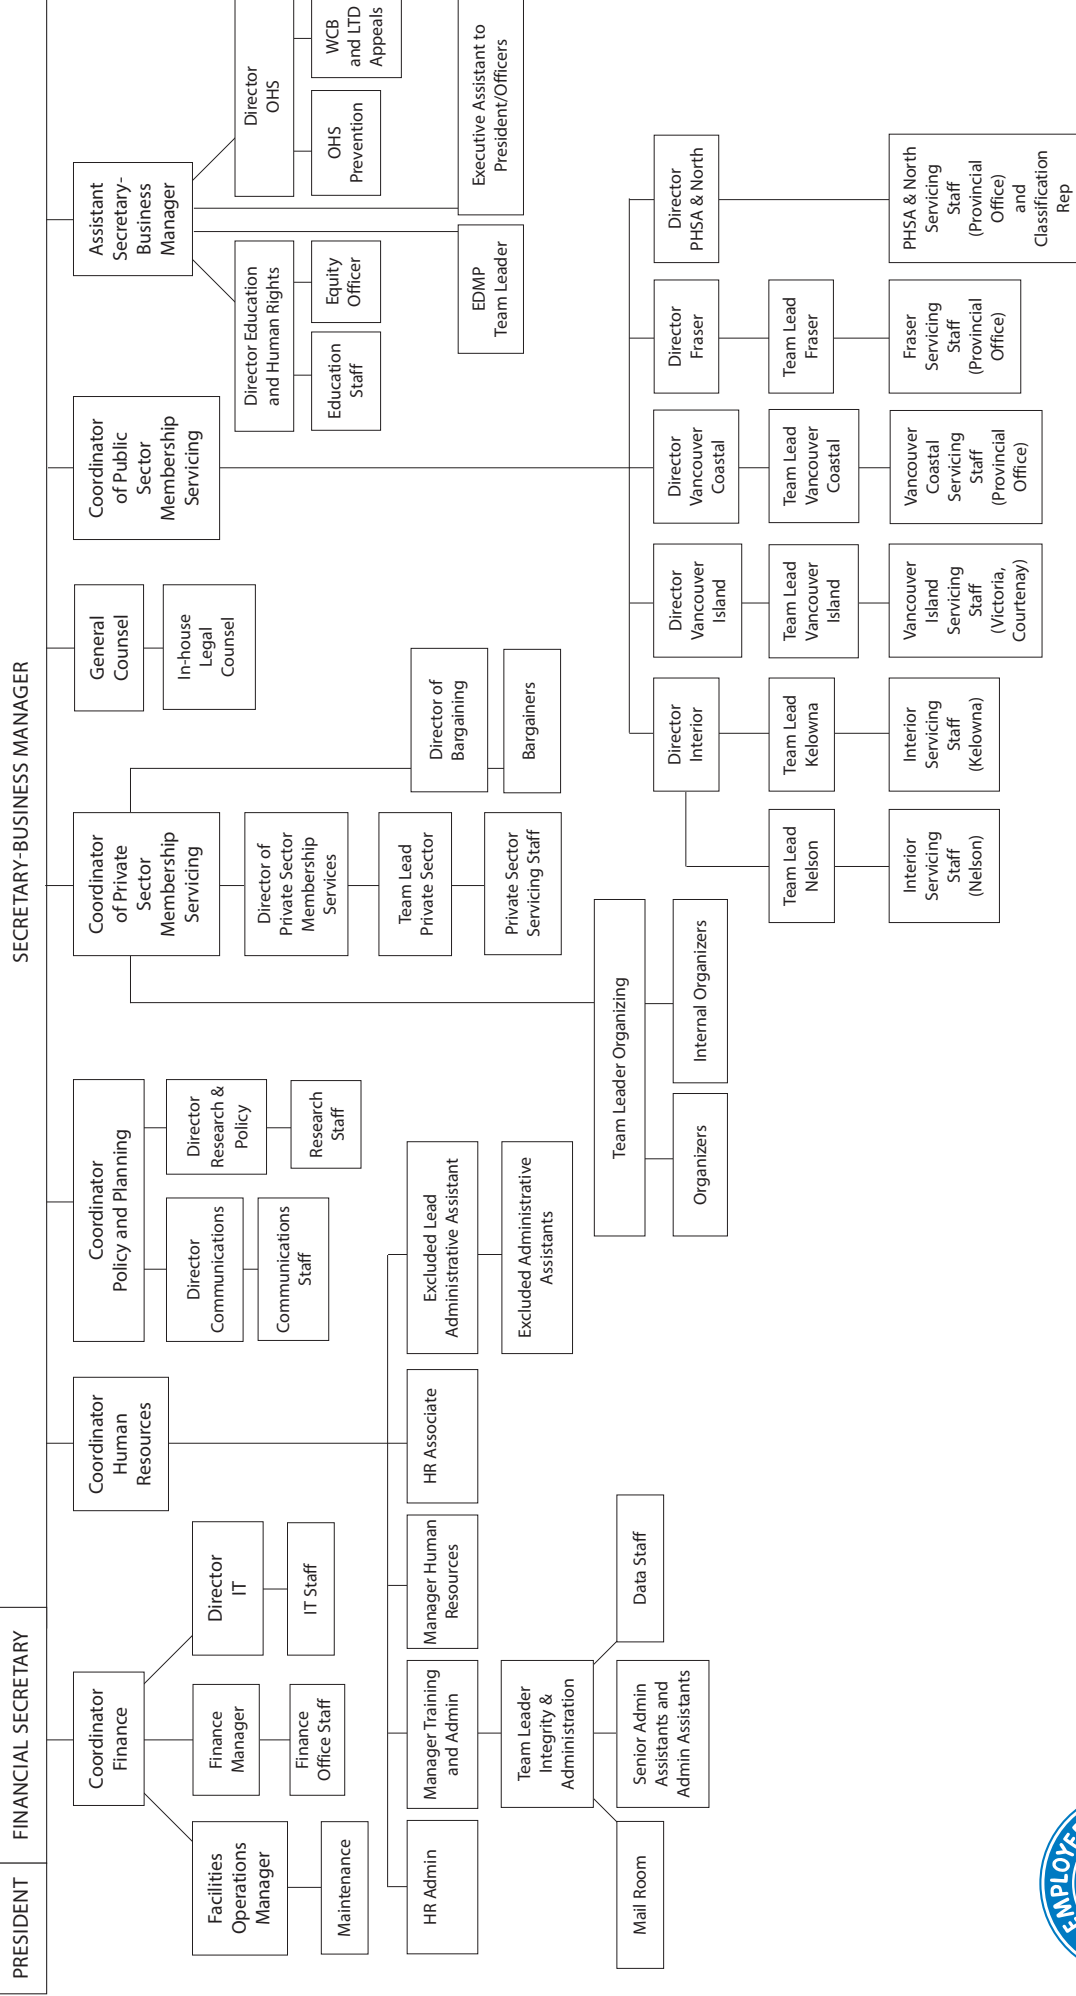 PRESIDENT
FINANCIAL SECRETARY
SECRETARY-BUSINESS MANAGER
Coordinator
Finance
Facilities
Operations
Manager
Maintenance
Finance
Manager
Finance
Office Staff
Director
IT
IT Staff
Coordinator
Human
Resources
HR Admin
Manager Training
and Admin
Team Leader
Integrity &
Administration
Mail Room
Senior Admin
Assistants and
Admin Assistants
Data Staff
Manager Human
Resources
HR Associate
Excluded Lead
Administrative Assistant
Excluded Administrative
Assistants
Coordinator
Policy and Planning
Director
Communications
Communications
Staff
Director
Research &
Policy
Research
Staff
Coordinator
of Private
Sector
Membership
Servicing
Team Leader Organizing
Organizers
Internal Organizers
Director of
Private Sector
Membership
Services
Team Lead
Private Sector
Private Sector
Servicing Staff
Director of
Bargaining
Bargainers
General
Counsel
In-house
Legal
Counsel
Coordinator
of Public
Sector
Membership
Servicing
Director
Interior
Team Lead
Nelson
Interior
Servicing
Staff
(Nelson)
Team Lead
Kelowna
Interior
Servicing
Staff
(Kelowna)
Director
Vancouver
Island
Team Lead
Vancouver
Island
Vancouver
Island
Servicing
Staff
(Victoria,
Courtenay)
Director
Vancouver
Coastal
Team Lead
Vancouver
Coastal
Vancouver
Coastal
Servicing
Staff
(Provincial
Office)
Director
Fraser
Team Lead
Fraser
Fraser
Servicing
Staff
(Provincial
Office)
Director
PHSA & North
PHSA & North
Servicing
Staff
(Provincial
Office)
and
Classification
Rep
Assistant
Secretary-
Business
Manager
Director Education
and Human Rights
Education
Staff
Equity
Officer
EDMP
Team Leader
Executive Assistant to
President/Officers
Director
OHS
OHS
Prevention
WCB
and LTD
Appeals